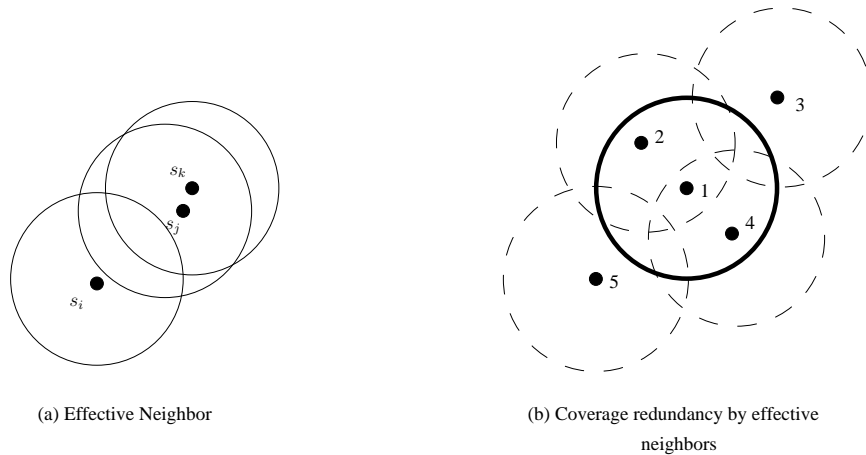 s_k
s_j
s_i
(a) Effective Neighbor
3
2
1
4
5
(b) Coverage redundancy by effective
neighbors